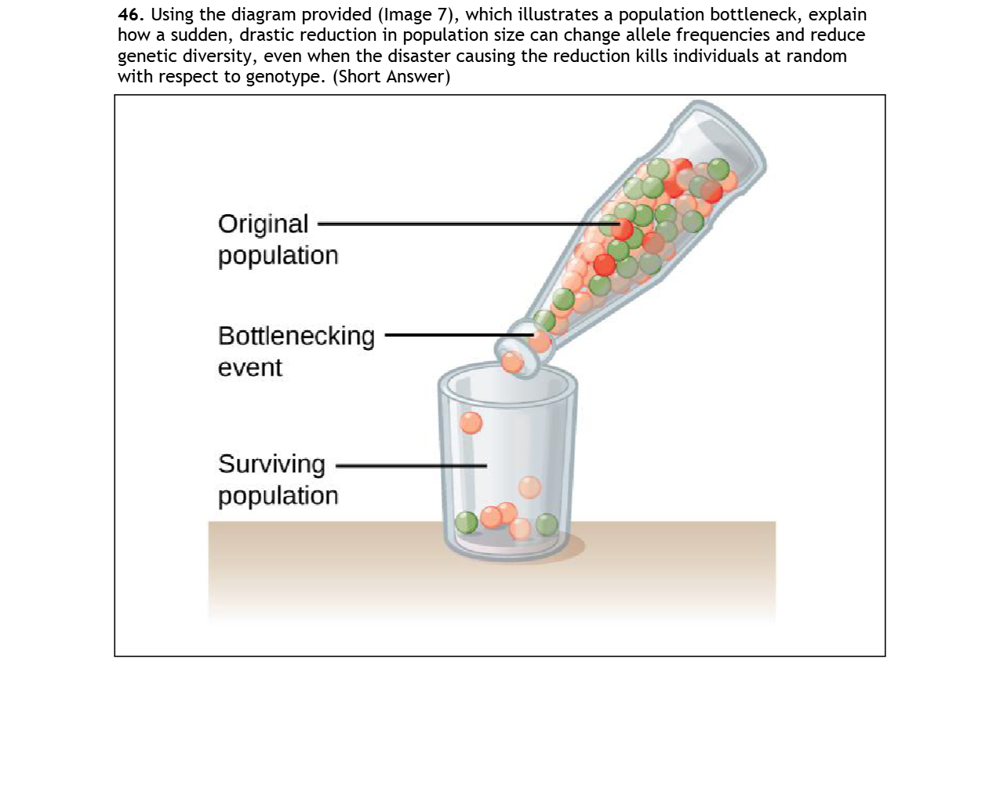 46. Using the diagram provided (Image 7), which illustrates a population bottleneck, explain
how a sudden, drastic reduction in population size can change allele frequencies and reduce
genetic diversity, even when the disaster causing the reduction kills individuals at random
with respect to genotype. (Short Answer)
Original
population
Bottlenecking
event
Surviving
population